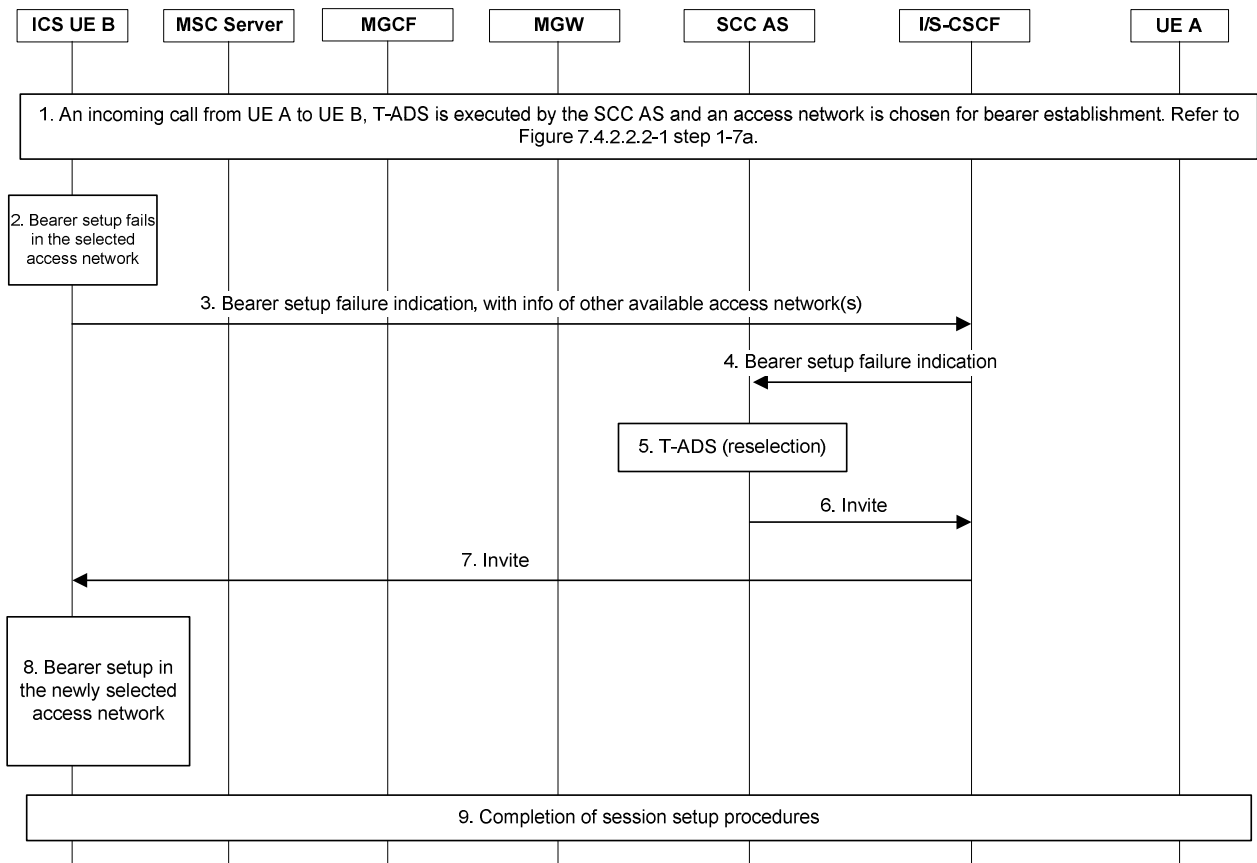 ICS UE B
MSC Server
MGCF
MGW
SCC AS
I/S-CSCF
UE A
1. An incoming call from UE A to UE B, T-ADS is executed by the SCC AS and an access network is chosen for bearer establishment. Refer to
Figure 7.4.2.2.2-1 step 1-7a.
2. Bearer setup fails
in the selected
access network
3. Bearer setup failure indication, with info of other available access network(s)
4. Bearer setup failure indication
5. T-ADS (reselection)
6. Invite
7. Invite
8. Bearer setup in
the newly selected
access network
9. Completion of session setup procedures